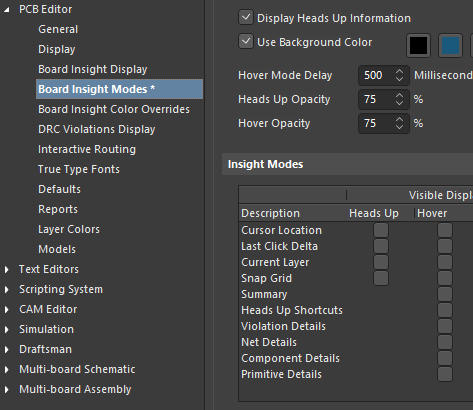 PCB Editor
General
Display
Board Insight Display
Board Insight Modes *
Board Insight Color Overrides
DRC Violations Display
Interactive Routing
True Type Fonts
Defaults
Reports
Layer Colors
Models
Text Editors
Scripting System
CAM Editor
Simulation
Draftsman
Multi-board Schematic
Multi-board Assembly
Display Heads Up Information
Use Background Color
Hover Mode Delay 500 Millisecond
Heads Up Opacity 75 %
Hover Opacity 75 %
Insight Modes
Visible Displ
Description Heads Up Hover
Cursor Location
Last Click Delta
Current Layer
Snap Grid
Summary
Heads Up Shortcuts
Violation Details
Net Details
Component Details
Primitive Details